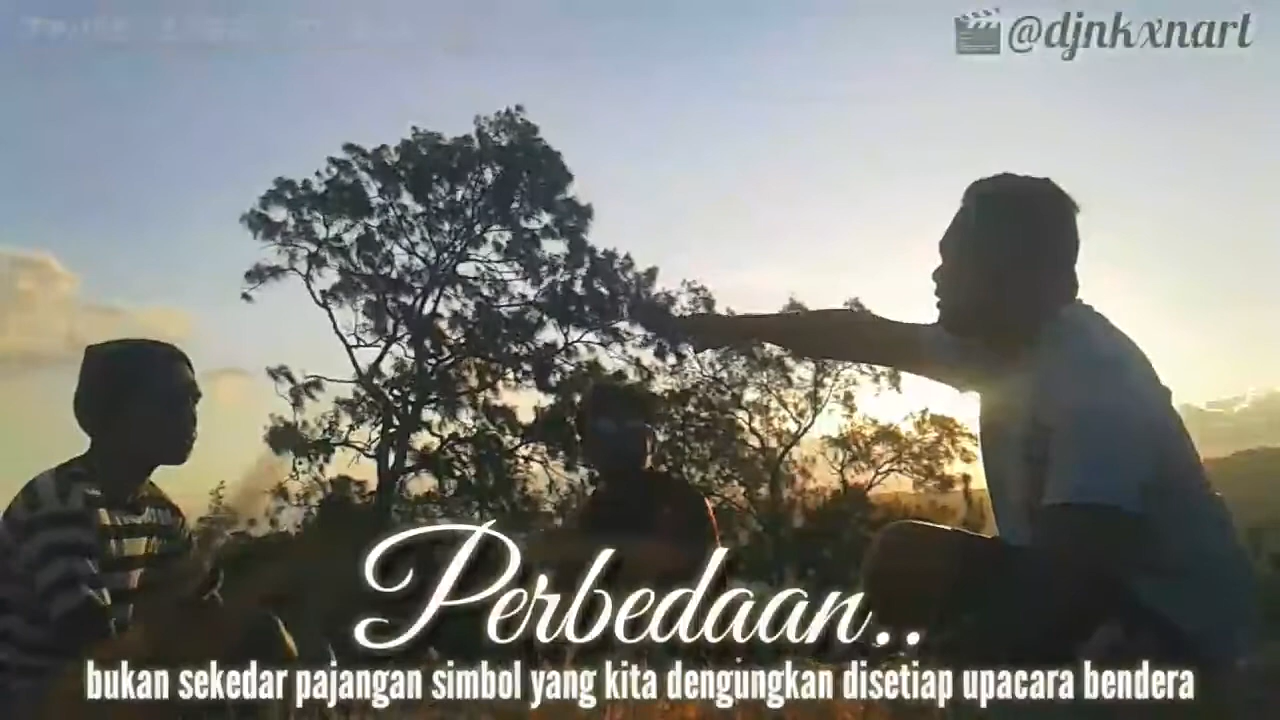 @djnkxnart
Perbedaan..
bukan sekedar pajangan simbol yang kita dengungkan disetiap upacara bendera